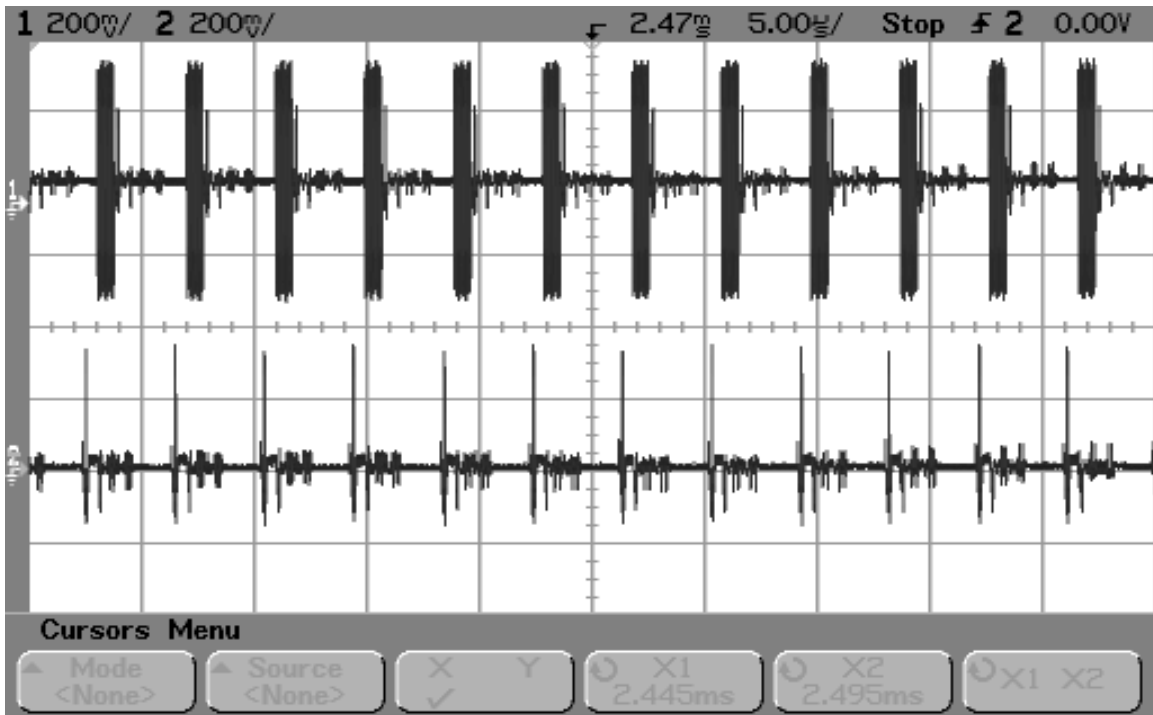 1 200mV/ 2 200mV/ 2.47ms 5.00us/ Stop 2 0.00V
1
Cursors Menu
Mode Source X Y X1 X2 X1 X2
<None> <None> ✓ 2.445ms 2.495ms